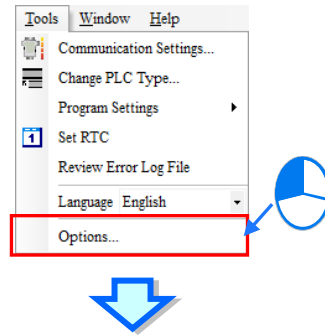 Tools Window Help
Communication Settings...
Change PLC Type...
Program Settings
1 Set RTC
Review Error Log File
Language English
Options...